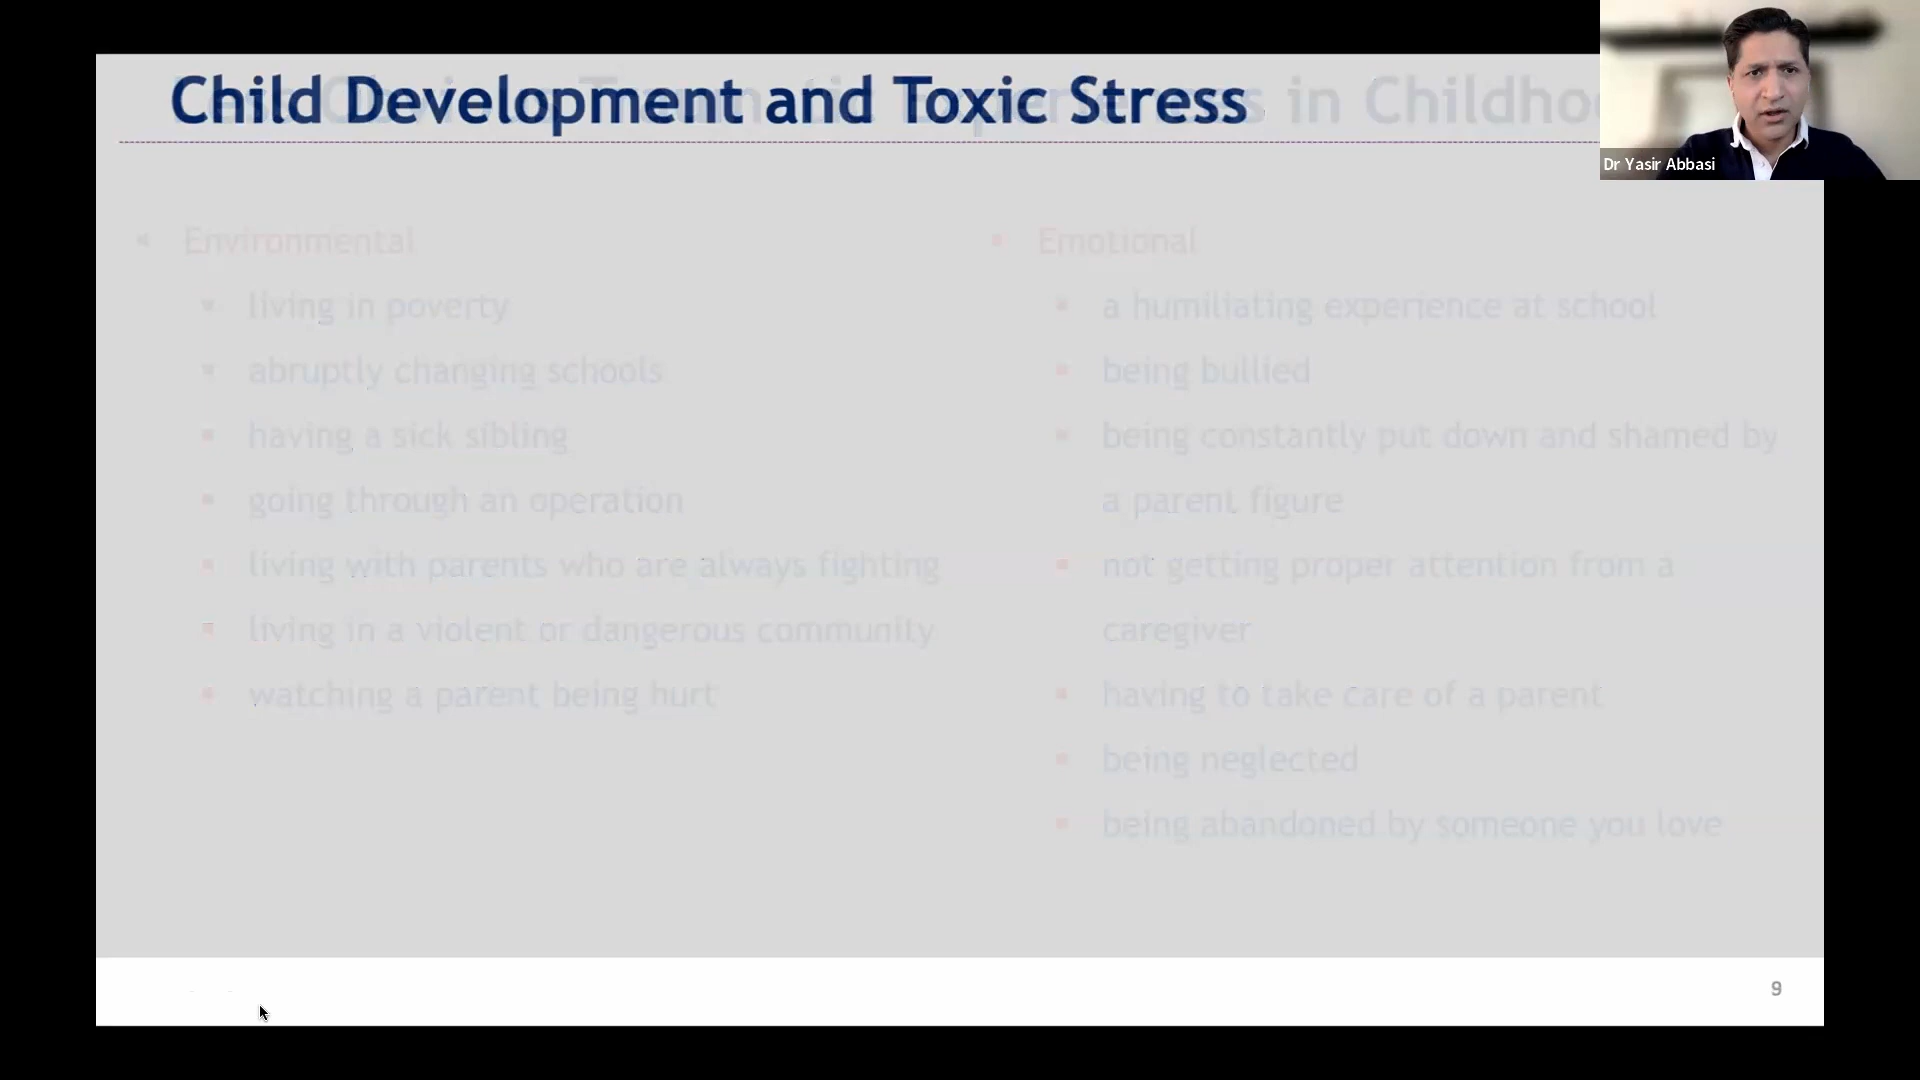 Child Development and Toxic Stress
in Childho
Dr Yasir Abbasi
Environmental
living in poverty
abruptly changing schools
having a sick sibling
going through an operation
living with parents who are always fighting
living in a violent or dangerous community
watching a parent being hurt
Emotional
a humiliating experience at school
being bullied
being constantly put down and shamed by
a parent figure
not getting proper attention from a
caregiver
having to take care of a parent
being neglected
being abandoned by someone you love
9